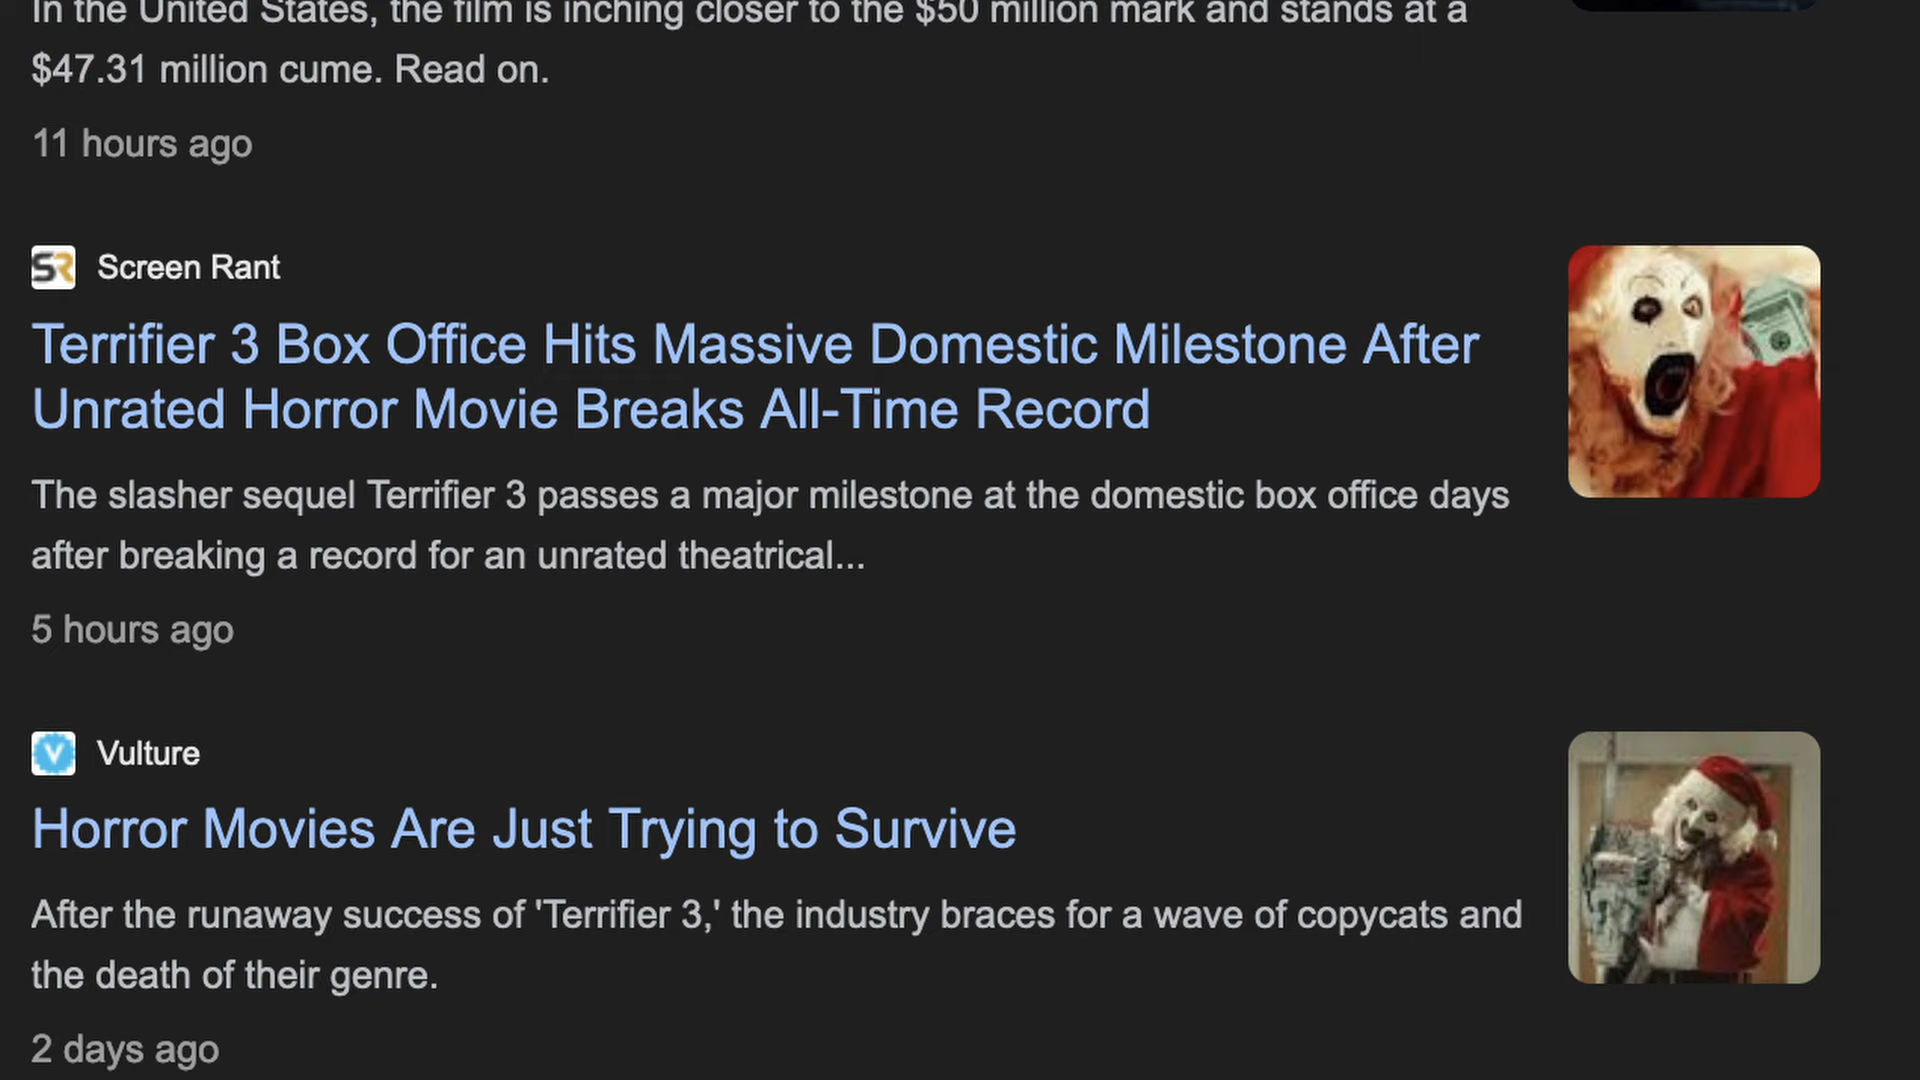 In the United States, the film is inching closer to the $50 million mark and stands at a
$47.31 million cume. Read on.
11 hours ago
SR Screen Rant
Terrifier 3 Box Office Hits Massive Domestic Milestone After
Unrated Horror Movie Breaks All-Time Record
The slasher sequel Terrifier 3 passes a major milestone at the domestic box office days
after breaking a record for an unrated theatrical...
5 hours ago
V Vulture
Horror Movies Are Just Trying to Survive
After the runaway success of 'Terrifier 3,' the industry braces for a wave of copycats and
the death of their genre.
2 days ago